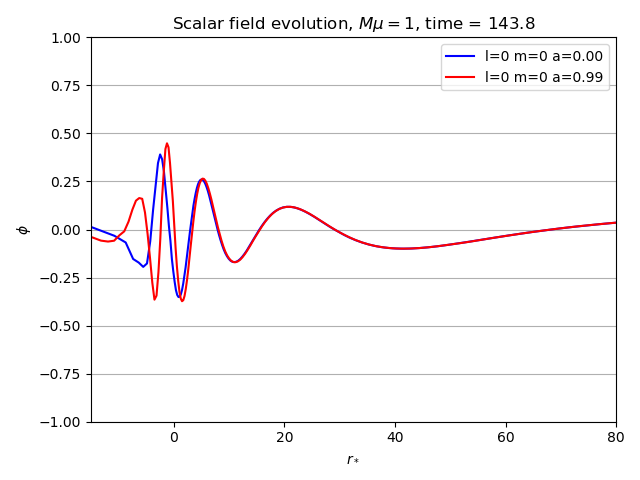 Scalar field evolution, Mμ = 1, time = 143.8
1.00
0.75
0.50
0.25
0.00
−0.25
−0.50
−0.75
−1.00
ϕ
l=0 m=0 a=0.00
l=0 m=0 a=0.99
0 20 40 60 80
r*